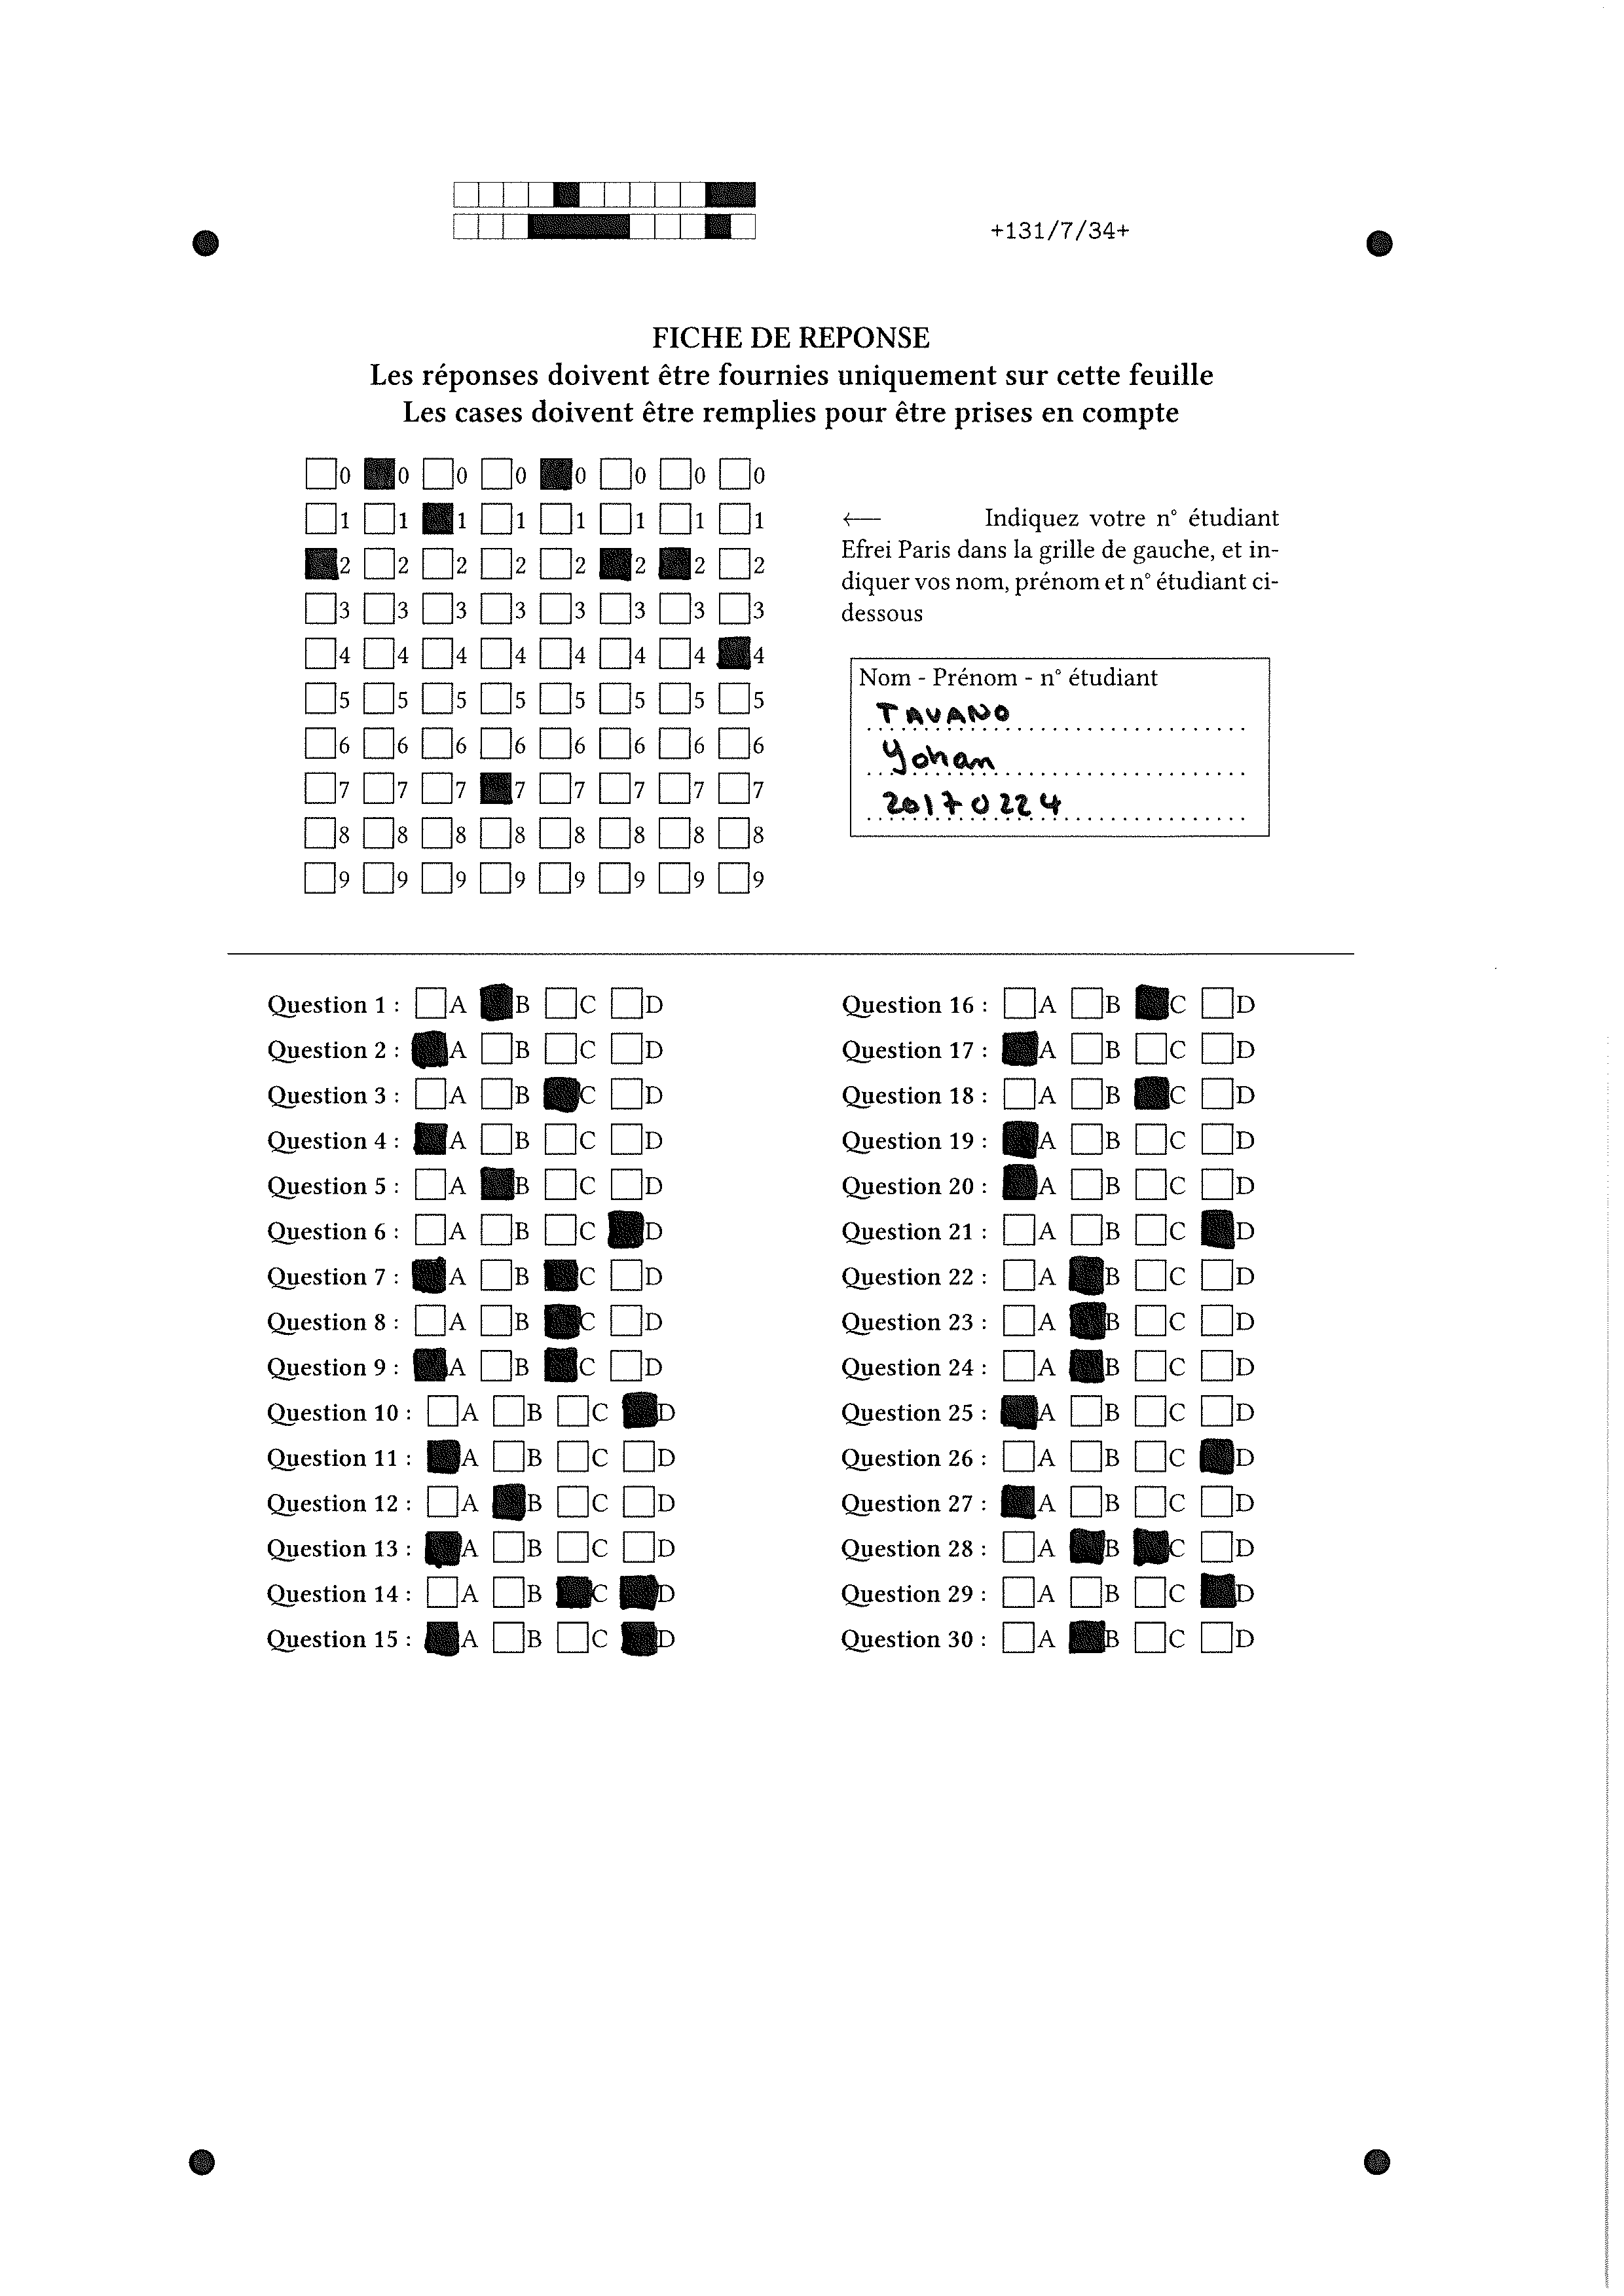 +131/7/34+
FICHE DE REPONSE
Les réponses doivent être fournies uniquement sur cette feuille
Les cases doivent être remplies pour être prises en compte
0 0 0 0 0 0 0 0
1 1 1 1 1 1 1 1
2 2 2 2 2 2 2 2
3 3 3 3 3 3 3 3
4 4 4 4 4 4 4 4
5 5 5 5 5 5 5 5
6 6 6 6 6 6 6 6
7 7 7 7 7 7 7 7
8 8 8 8 8 8 8 8
9 9 9 9 9 9 9 9
← Indiquez votre n° étudiant
Efrei Paris dans la grille de gauche, et in-
diquer vos nom, prénom et n° étudiant ci-
dessous
Nom - Prénom - n° étudiant
TAVANO
Yohan
20170224
Question 1 : A B C D
Question 2 : A B C D
Question 3 : A B C D
Question 4 : A B C D
Question 5 : A B C D
Question 6 : A B C D
Question 7 : A B C D
Question 8 : A B C D
Question 9 : A B C D
Question 10 : A B C D
Question 11 : A B C D
Question 12 : A B C D
Question 13 : A B C D
Question 14 : A B C D
Question 15 : A B C D
Question 16 : A B C D
Question 17 : A B C D
Question 18 : A B C D
Question 19 : A B C D
Question 20 : A B C D
Question 21 : A B C D
Question 22 : A B C D
Question 23 : A B C D
Question 24 : A B C D
Question 25 : A B C D
Question 26 : A B C D
Question 27 : A B C D
Question 28 : A B C D
Question 29 : A B C D
Question 30 : A B C D